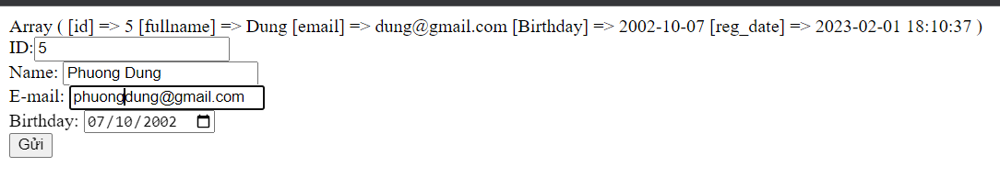 Array ( [id] => 5 [fullname] => Dung [email] => dung@gmail.com [Birthday] => 2002-10-07 [reg_date] => 2023-02-01 18:10:37 )
ID: 5
Name: Phuong Dung
E-mail: phuongdung@gmail.com
Birthday: 07/10/2002
Gửi